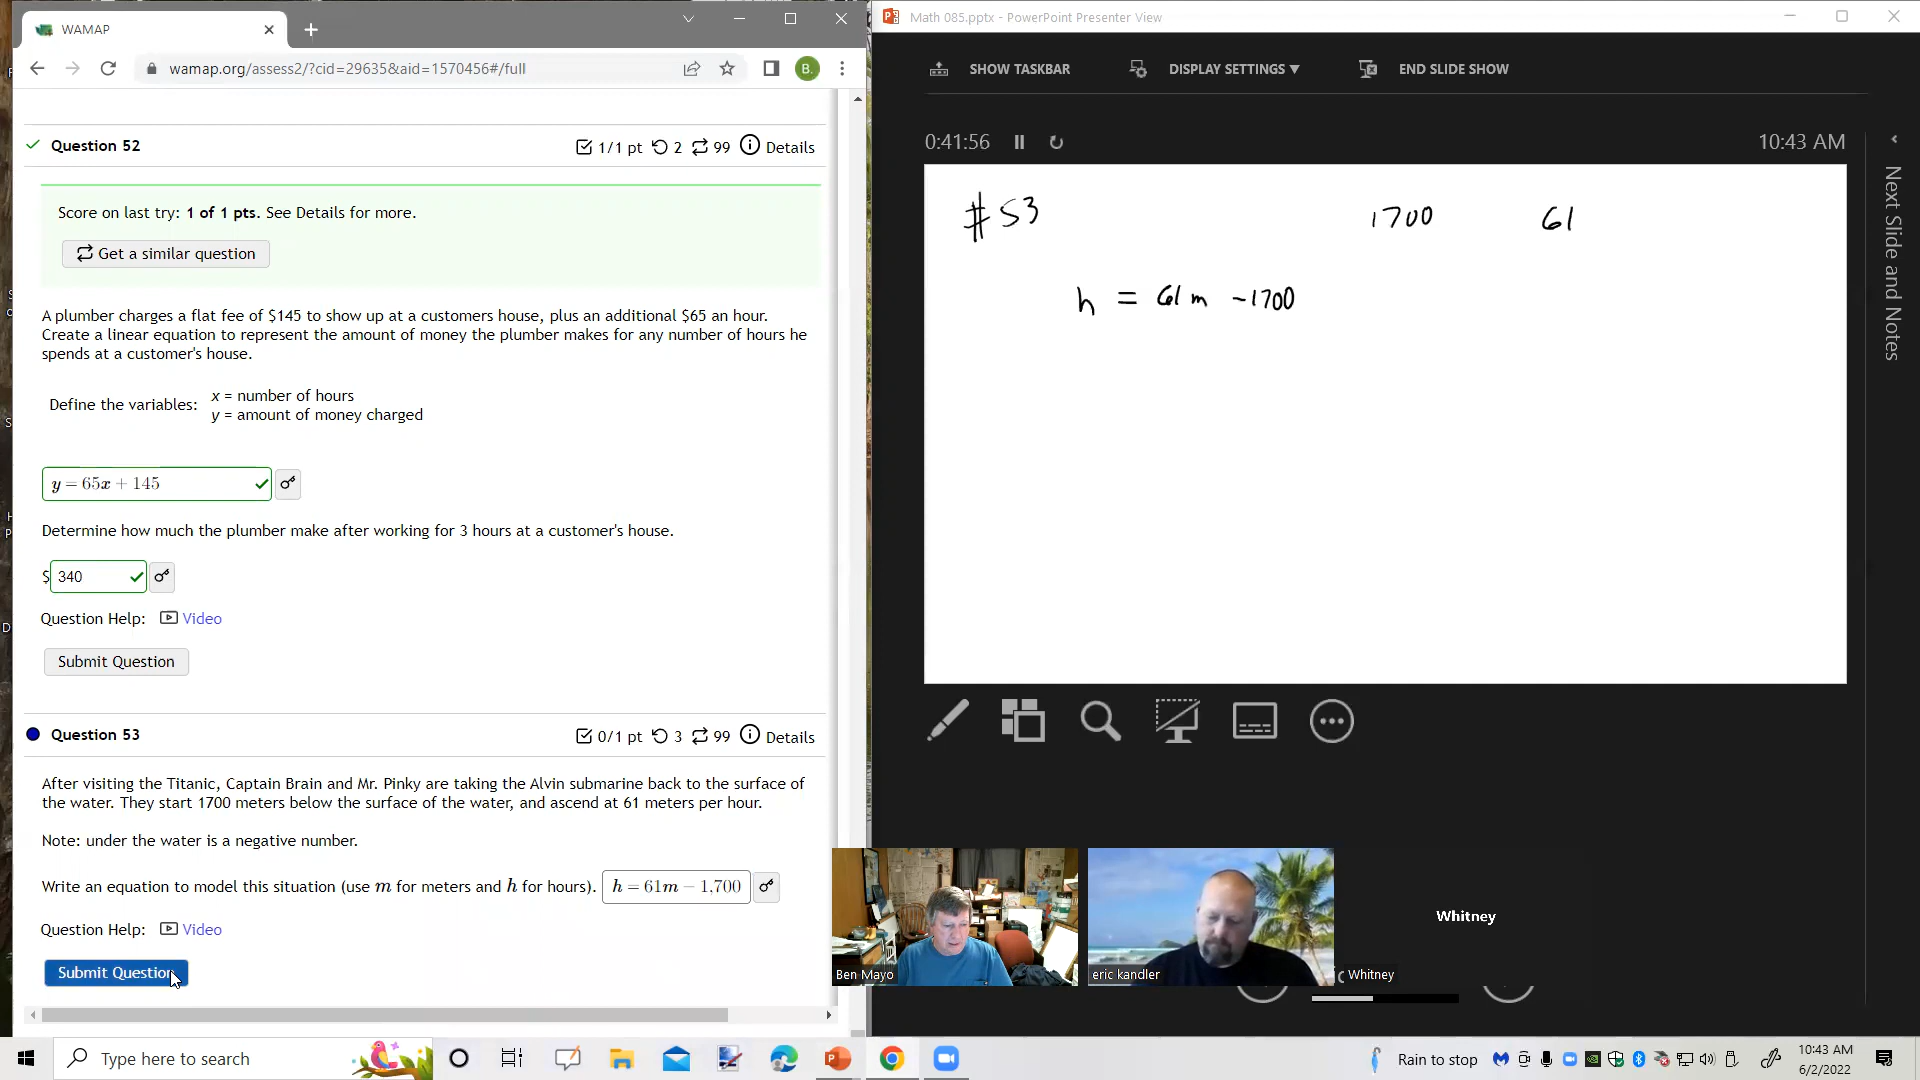 WAMAP
wamap.org/assess2/?cid=29635&aid=1570456#/full
B.
Question 52
1/1 pt 2 99 Details
Score on last try: 1 of 1 pts. See Details for more.
Get a similar question
A plumber charges a flat fee of $145 to show up at a customers house, plus an additional $65 an hour.
Create a linear equation to represent the amount of money the plumber makes for any number of hours he
spends at a customer's house.
Define the variables: x = number of hours
y = amount of money charged
y = 65x + 145
Determine how much the plumber make after working for 3 hours at a customer's house.
$ 340
Question Help: Video
Submit Question
Question 53
0/1 pt 3 99 Details
After visiting the Titanic, Captain Brain and Mr. Pinky are taking the Alvin submarine back to the surface of
the water. They start 1700 meters below the surface of the water, and ascend at 61 meters per hour.
Note: under the water is a negative number.
Write an equation to model this situation (use m for meters and h for hours). h = 61m − 1,700
Question Help: Video
Submit Question
Math 085.pptx - PowerPoint Presenter View
SHOW TASKBAR DISPLAY SETTINGS ▼ END SLIDE SHOW
0:41:56 10:43 AM
# 53 1700 61
h = 61 m -1700
Next Slide and Notes
Ben Mayo
eric kandler
Whitney
Whitney
Type here to search
Rain to stop
10:43 AM
6/2/2022